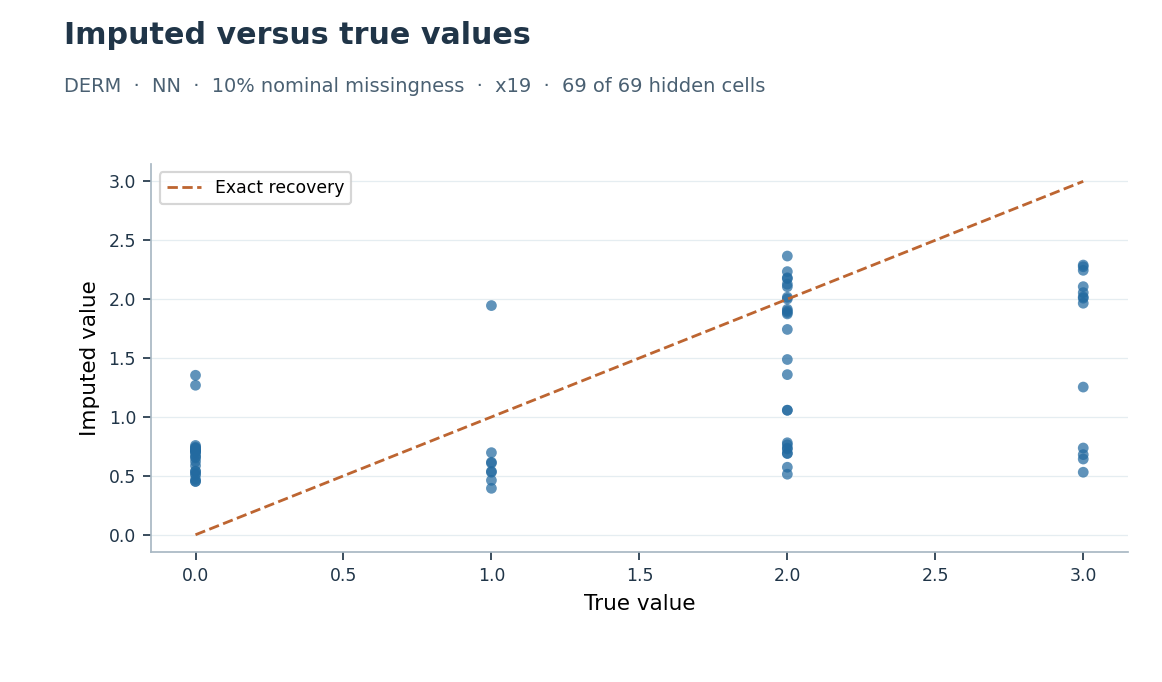 Imputed versus true values
DERM · NN · 10% nominal missingness · x19 · 69 of 69 hidden cells
Exact recovery
3.0
2.5
2.0
1.5
1.0
0.5
0.0
Imputed value
0.0 0.5 1.0 1.5 2.0 2.5 3.0
True value